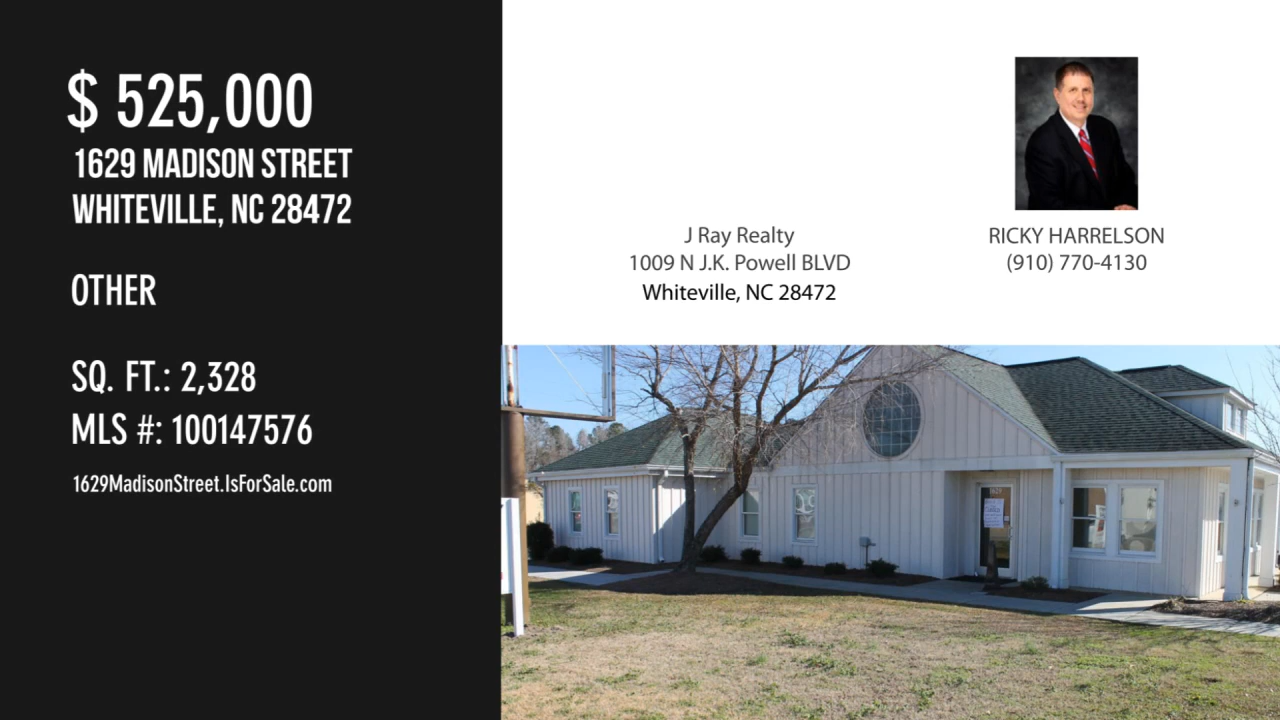 $ 525,000
1629 MADISON STREET
WHITEVILLE, NC 28472
OTHER
SQ. FT.: 2,328
MLS #: 100147576
1629MadisonStreet.IsForSale.com
J Ray Realty
1009 N J.K. Powell BLVD
Whiteville, NC 28472
RICKY HARRELSON
(910) 770-4130
1629